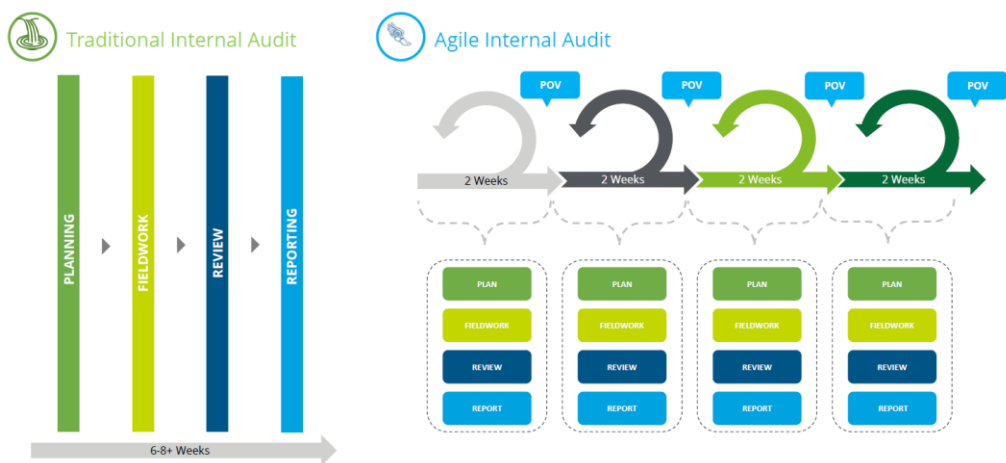 Traditional Internal Audit
PLANNING
FIELDWORK
REVIEW
REPORTING
6-8+ Weeks
Agile Internal Audit
POV
POV
POV
POV
2 Weeks
2 Weeks
2 Weeks
2 Weeks
PLAN
FIELDWORK
REVIEW
REPORT
PLAN
FIELDWORK
REVIEW
REPORT
PLAN
FIELDWORK
REVIEW
REPORT
PLAN
FIELDWORK
REVIEW
REPORT